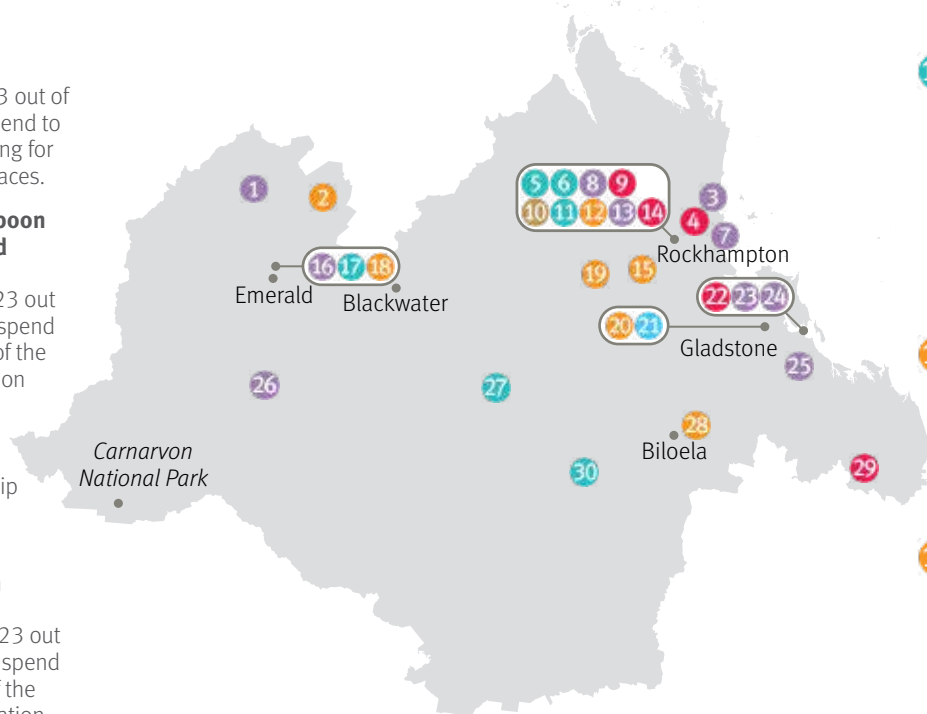 3 out of
end to
ng for
aces.
poon
d
23 out
spend
of the
on
ip
23 out
spend
the
ation
1
2
5 6 8 9
10 11 12 13 14
3
4
7
Rockhampton
16 17 18
Emerald
Blackwater
19
15
22 23 24
20 21
Gladstone
25
26
27
28
Biloela
Carnarvon
National Park
29
30